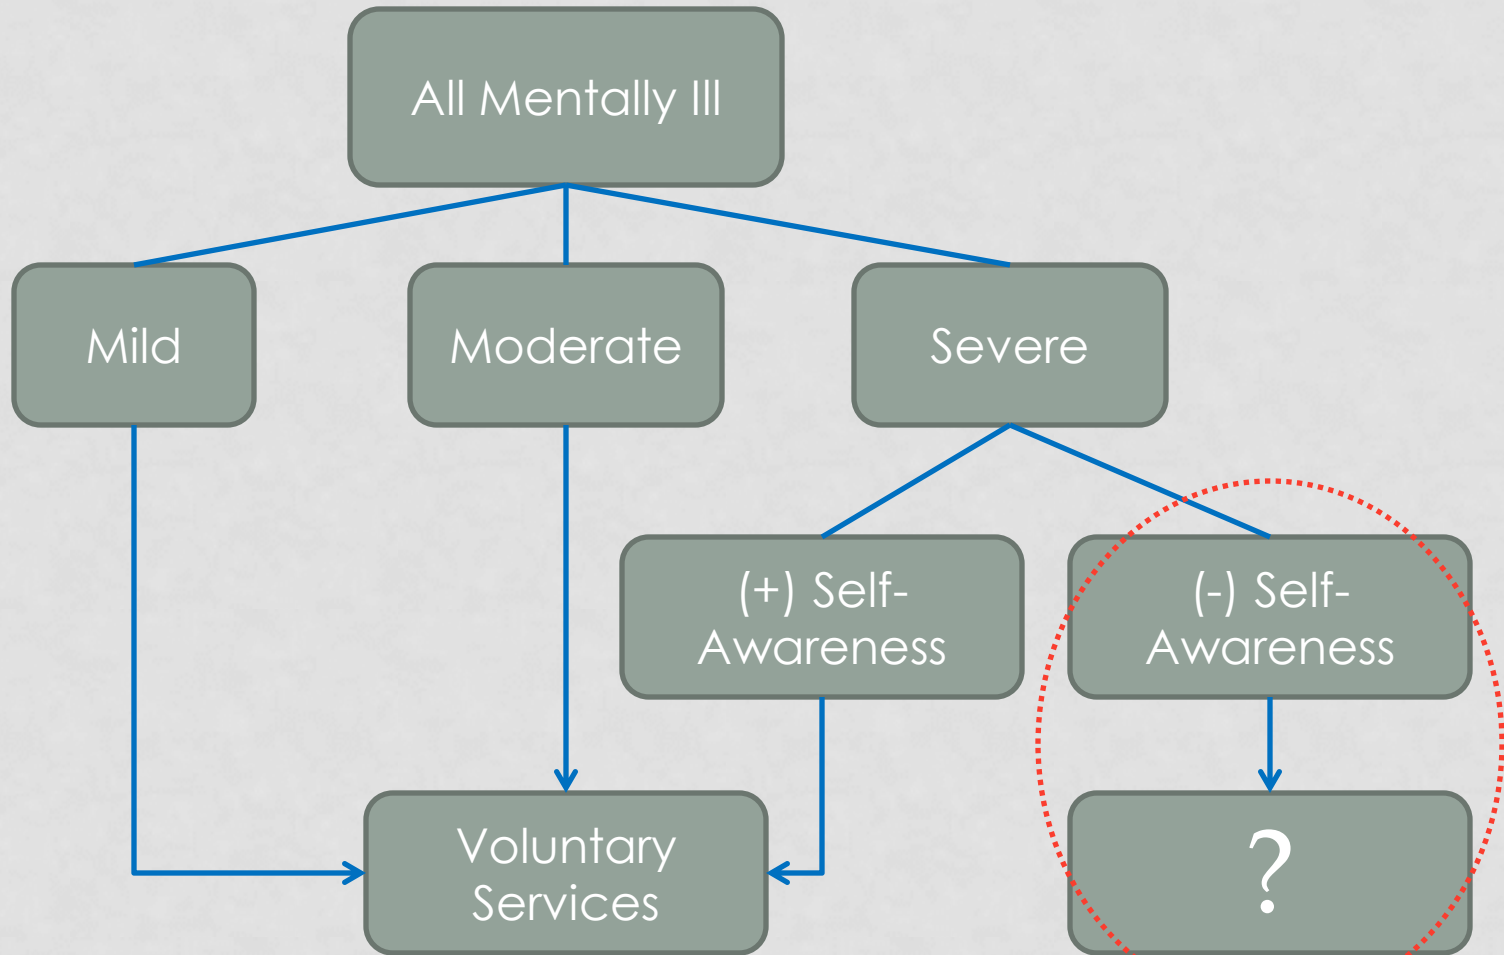 All Mentally Ill
Mild
Moderate
Severe
(+) Self-
Awareness
(-) Self-
Awareness
Voluntary
Services
?